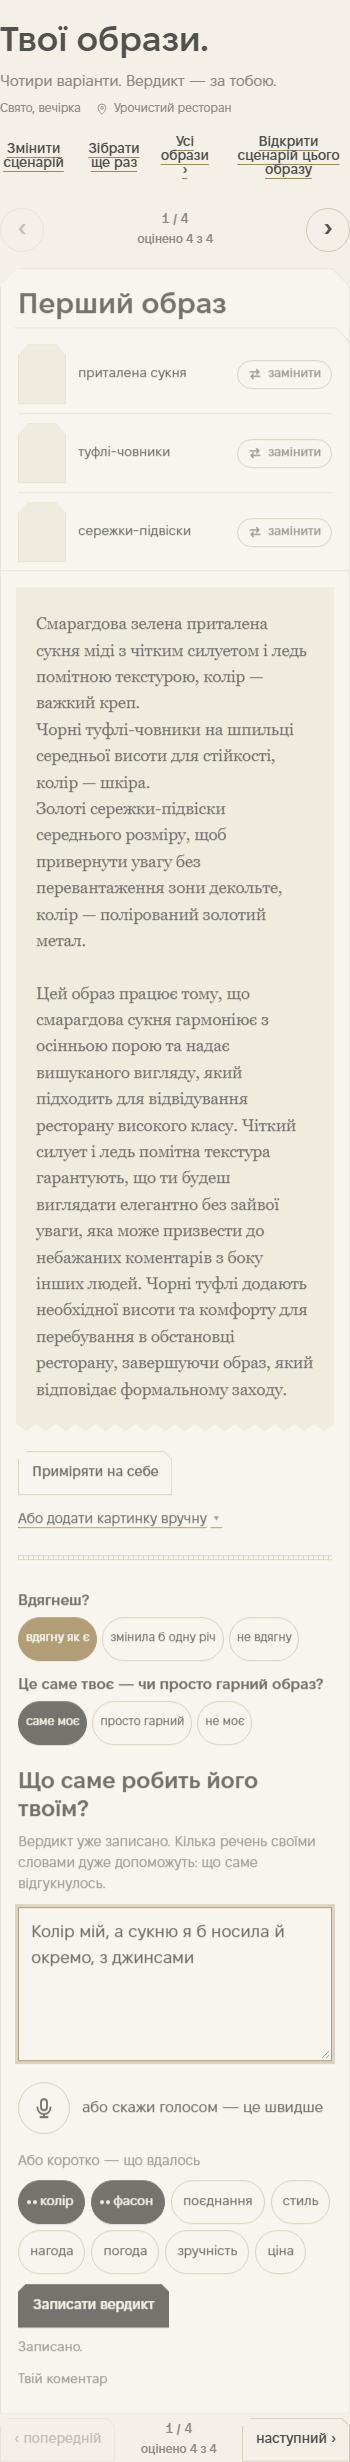 Твої образи.
Чотири варіанти. Вердикт — за тобою.
Свято, вечірка Урочистий ресторан
Змінити сценарій
Зібрати ще раз
Усі образи ›
Відкрити сценарій цього образу
‹ 1 / 4 ›
оцінено 4 з 4
Перший образ
приталена сукня замінити
туфлі-човники замінити
сережки-підвіски замінити
Смарагдова зелена приталена
сукня міді з чітким силуетом і ледь
помітною текстурою, колір —
важкий креп.
Чорні туфлі-човники на шпильці
середньої висоти для стійкості,
колір — шкіра.
Золоті сережки-підвіски
середнього розміру, щоб
привернути увагу без
перевантаження зони декольте,
колір — полірований золотий
метал.
Цей образ працює тому, що
смарагдова сукня гармоніює з
осінньою порою та надає
вишуканого вигляду, який
підходить для відвідування
ресторану високого класу. Чіткий
силует і ледь помітна текстура
гарантують, що ти будеш
виглядати елегантно без зайвої
уваги, яка може призвести до
небажаних коментарів з боку
інших людей. Чорні туфлі додають
необхідної висоти та комфорту для
перебування в обстановці
ресторану, завершуючи образ, який
відповідає формальному заходу.
Приміряти на себе
Або додати картинку вручну
Вдягнеш?
вдягну як є змінила б одну річ не вдягну
Це саме твоє — чи просто гарний образ?
саме моє просто гарний не моє
Що саме робить його
твоїм?
Вердикт уже записано. Кілька речень своїми
словами дуже допоможуть: що саме
відгукнулось.
Колір мій, а сукню я б носила й
окремо, з джинсами
або скажи голосом — це швидше
Або коротко — що вдалось
•• колір •• фасон поєднання стиль
нагода погода зручність ціна
Записати вердикт
Записано.
Твій коментар
‹ попередній 1 / 4 наступний ›
оцінено 4 з 4